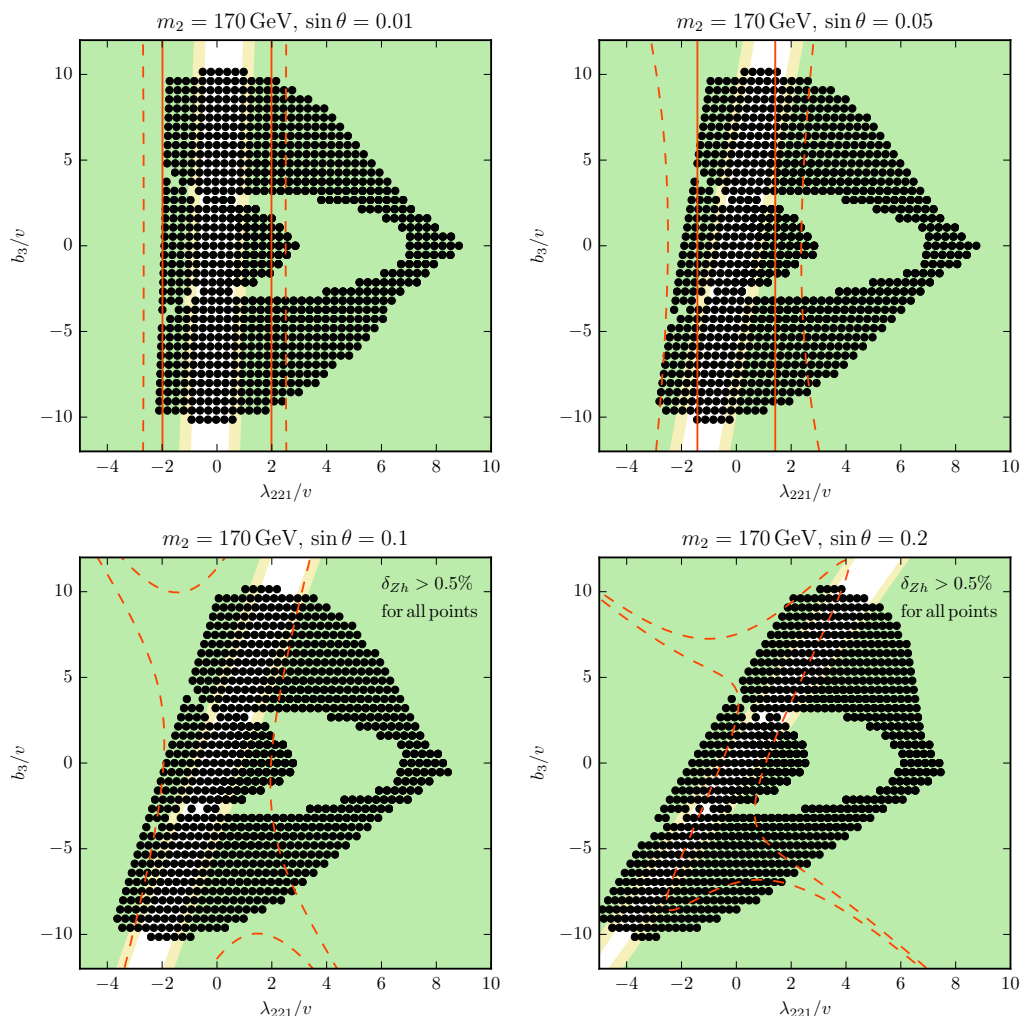 m₂ = 170 GeV, sin θ = 0.01
10
5
0
−5
−10
b₃/v
−4 −2 0 2 4 6 8 10
λ₂₂₁/v
m₂ = 170 GeV, sin θ = 0.05
10
5
0
−5
−10
b₃/v
−4 −2 0 2 4 6 8 10
λ₂₂₁/v
m₂ = 170 GeV, sin θ = 0.1
δ_Zh > 0.5%
for all points
10
5
0
−5
−10
b₃/v
−4 −2 0 2 4 6 8 10
λ₂₂₁/v
m₂ = 170 GeV, sin θ = 0.2
δ_Zh > 0.5%
for all points
10
5
0
−5
−10
b₃/v
−4 −2 0 2 4 6 8 10
λ₂₂₁/v